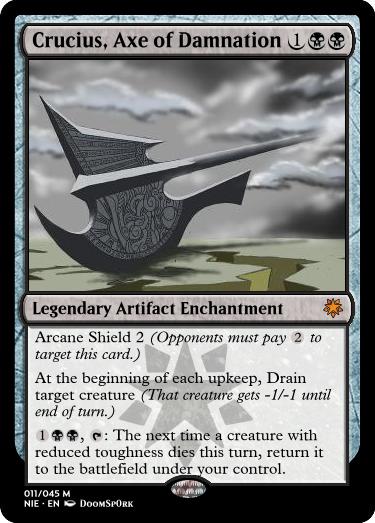 Crucius, Axe of Damnation 1
Legendary Artifact Enchantment
Arcane Shield 2 (Opponents must pay 2 to
target this card.)
At the beginning of each upkeep, Drain
target creature (That creature gets -1/-1 until
end of turn.)
1 , : The next time a creature with
reduced toughness dies this turn, return it
to the battlefield under your control.
011/045 M
NIE • EN DoomSp0rk